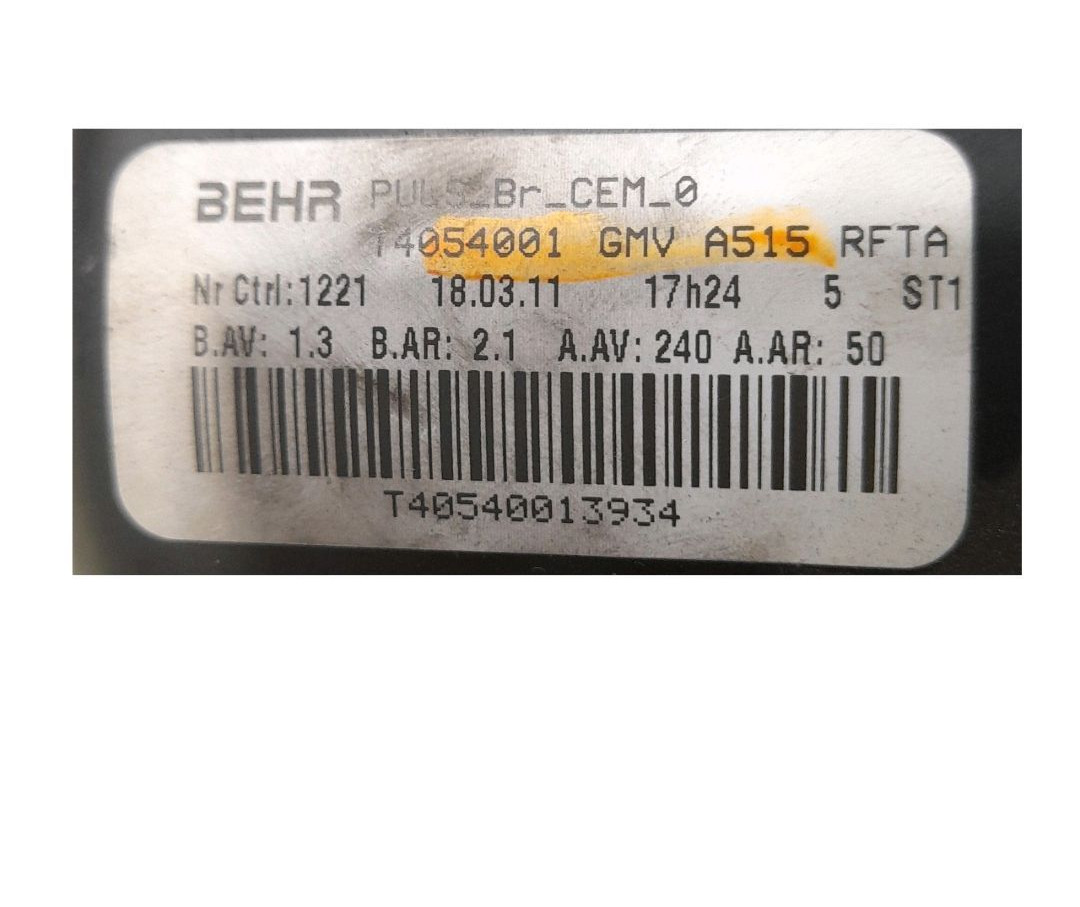 BEHR PULS_Br_CEM_0
T4054001 GMV A515 RFTA
Nr Ctrl:1221 18.03.11 17h24 5 ST1
B.AV: 1.3 B.AR: 2.1 A.AV: 240 A.AR: 50
T40540013934